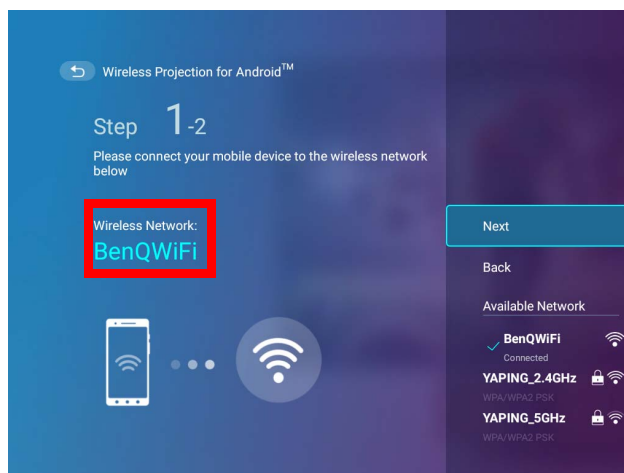 Wireless Projection for Android™
Step 1-2
Please connect your mobile device to the wireless network
below
Wireless Network:
BenQWiFi
Next
Back
Available Network
BenQWiFi
Connected
YAPING_2.4GHz
WPA/WPA2 PSK
YAPING_5GHz
WPA/WPA2 PSK